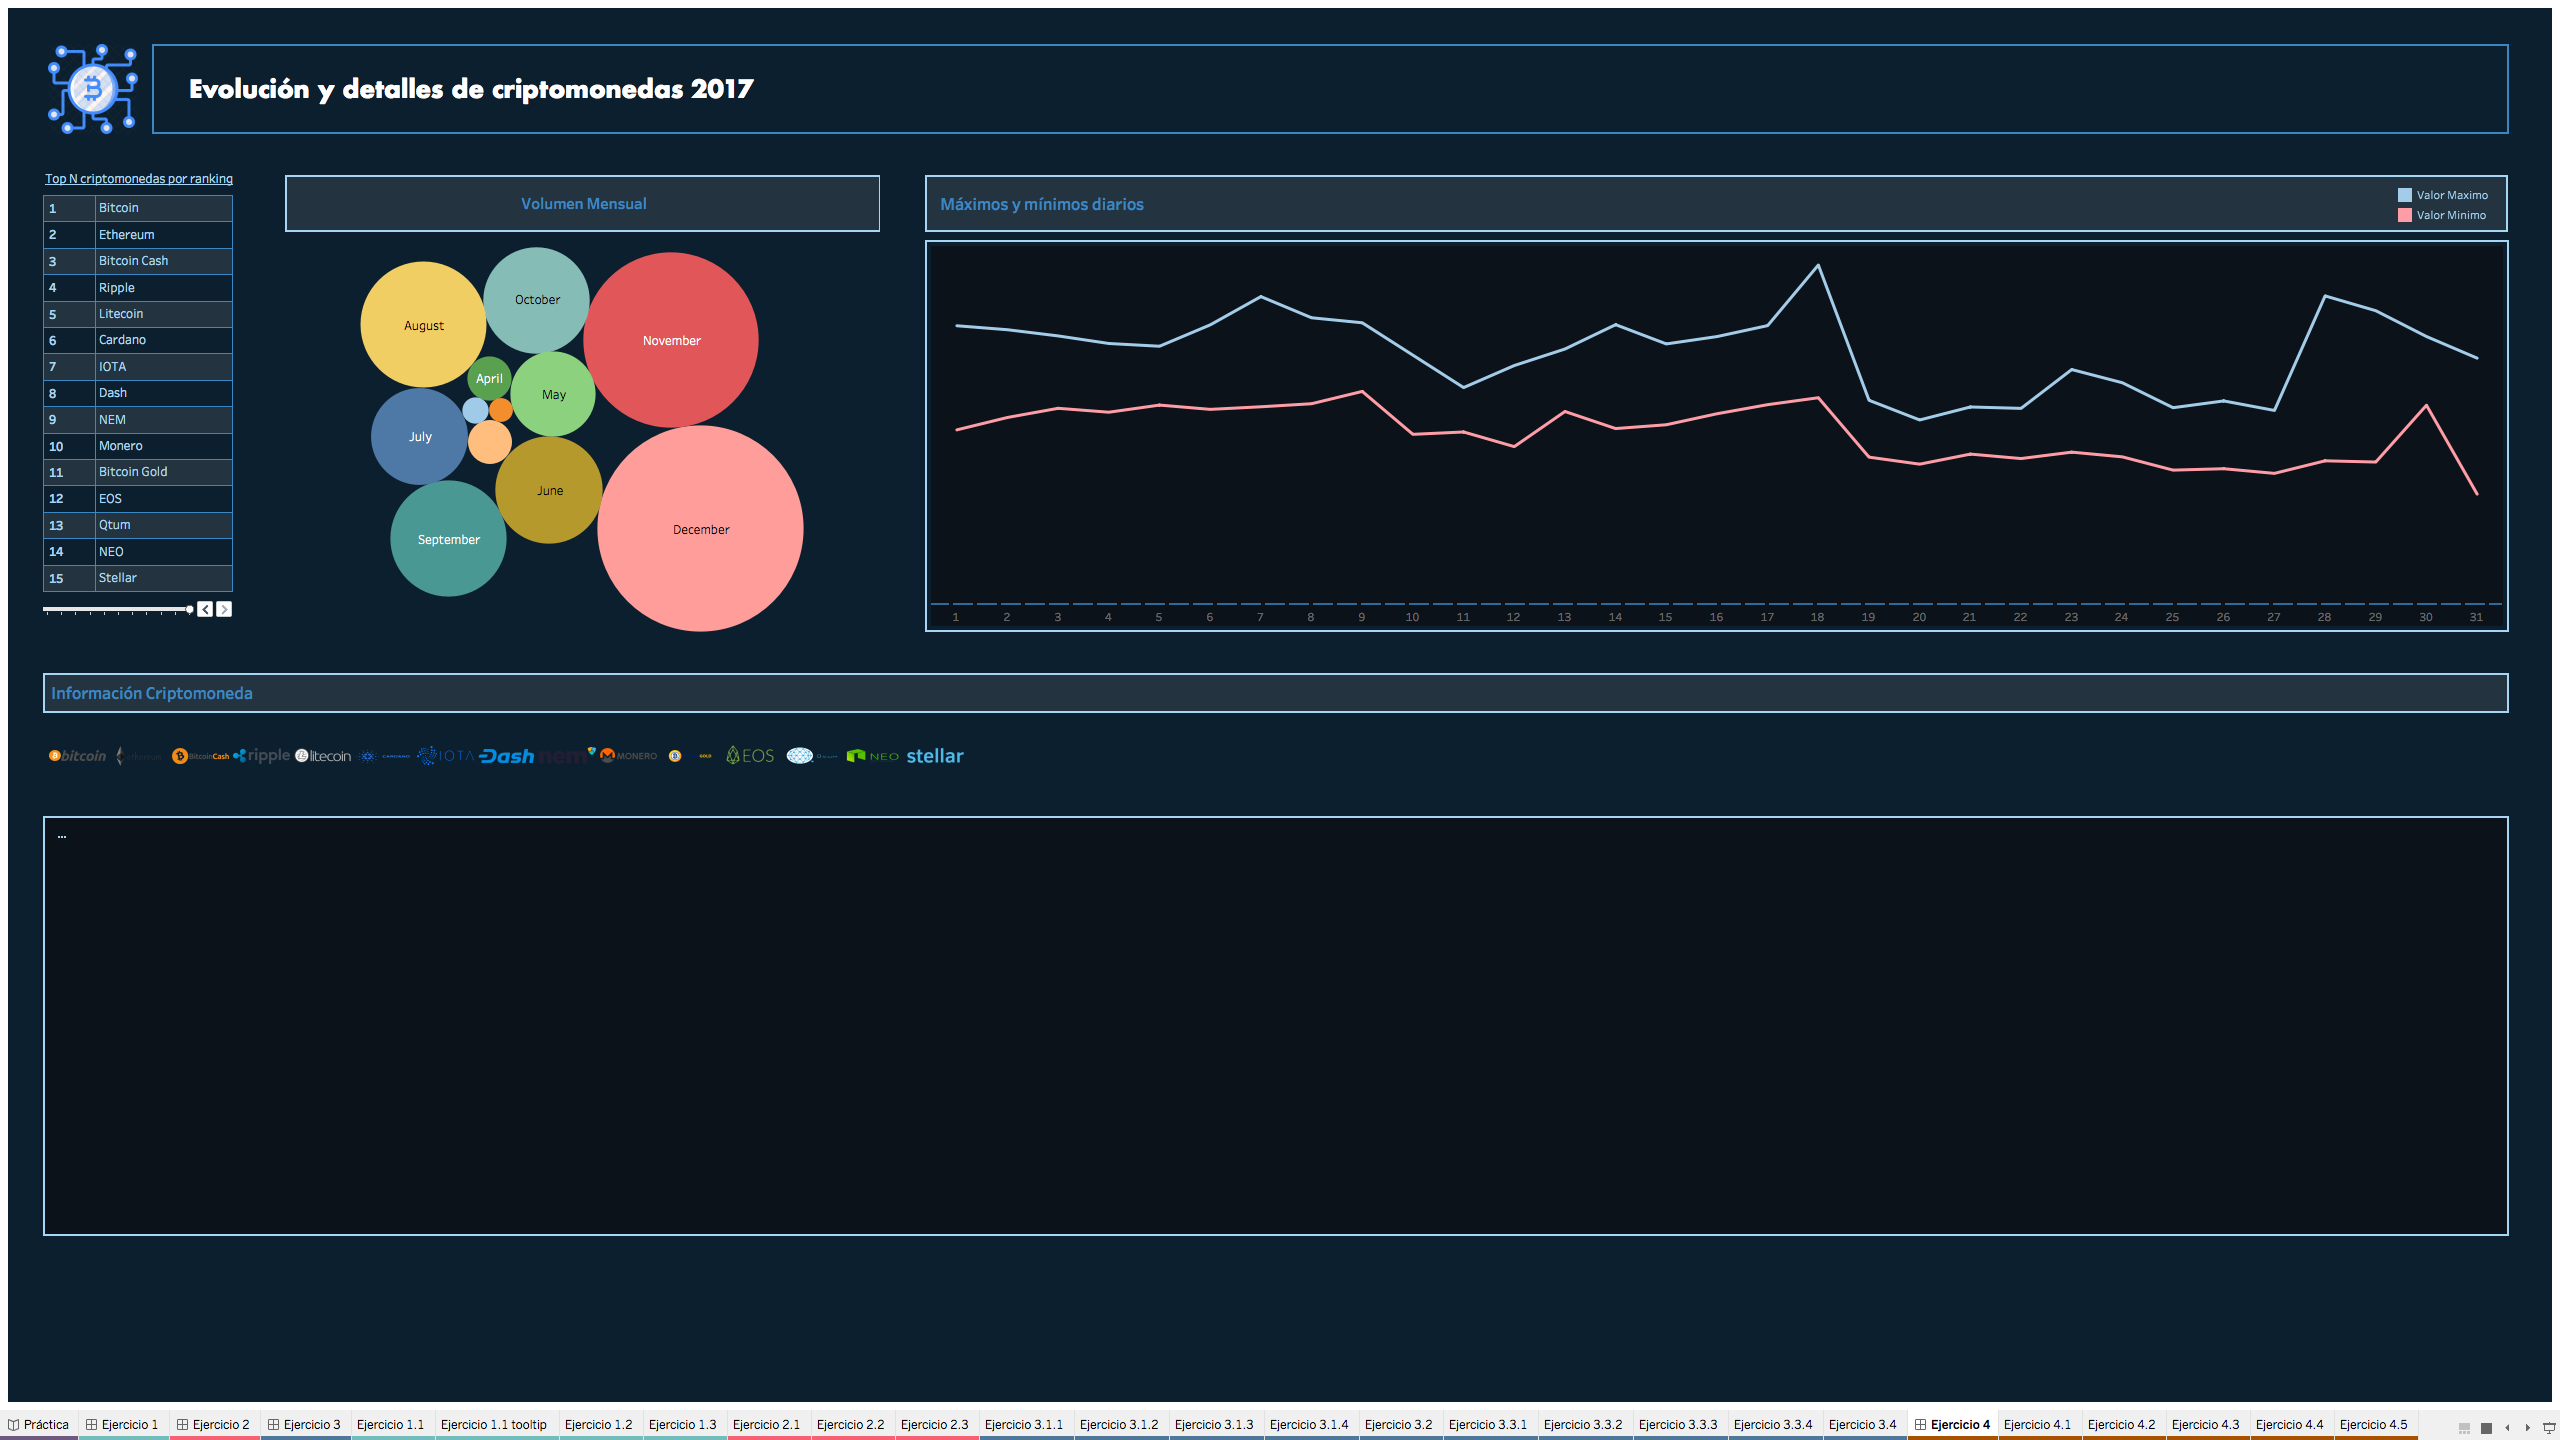 Evolución y detalles de criptomonedas 2017
Top N criptomonedas por ranking
1 Bitcoin
2 Ethereum
3 Bitcoin Cash
4 Ripple
5 Litecoin
6 Cardano
7 IOTA
8 Dash
9 NEM
10 Monero
11 Bitcoin Gold
12 EOS
13 Qtum
14 NEO
15 Stellar
Volumen Mensual
August
October
November
April
May
July
June
September
December
Máximos y mínimos diarios
Valor Maximo
Valor Minimo
1 2 3 4 5 6 7 8 9 10 11 12 13 14 15 16 17 18 19 20 21 22 23 24 25 26 27 28 29 30 31
Información Criptomoneda
bitcoin ethereum BitcoinCash ripple litecoin CARDANO IOTA Dash nem MONERO GOLD EOS NEO stellar
...
Práctica Ejercicio 1 Ejercicio 2 Ejercicio 3 Ejercicio 1.1 Ejercicio 1.1 tooltip Ejercicio 1.2 Ejercicio 1.3 Ejercicio 2.1 Ejercicio 2.2 Ejercicio 2.3 Ejercicio 3.1.1 Ejercicio 3.1.2 Ejercicio 3.1.3 Ejercicio 3.1.4 Ejercicio 3.2 Ejercicio 3.3.1 Ejercicio 3.3.2 Ejercicio 3.3.3 Ejercicio 3.3.4 Ejercicio 3.4 Ejercicio 4 Ejercicio 4.1 Ejercicio 4.2 Ejercicio 4.3 Ejercicio 4.4 Ejercicio 4.5